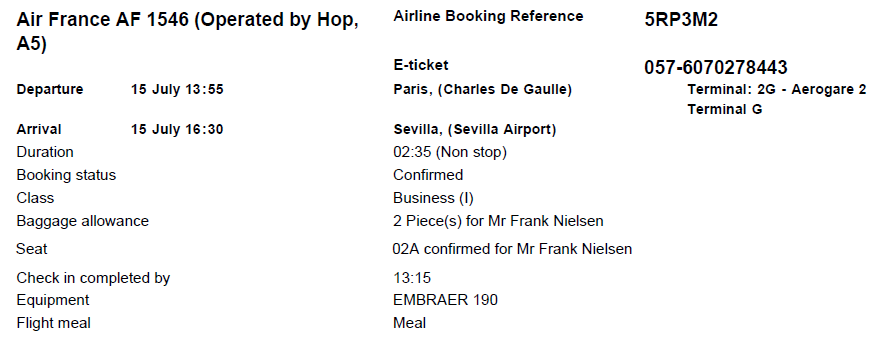 Air France AF 1546 (Operated by Hop, A5)
Airline Booking Reference 5RP3M2
E-ticket 057-6070278443
Departure 15 July 13:55 Paris, (Charles De Gaulle) Terminal: 2G - Aerogare 2 Terminal G
Arrival 15 July 16:30 Sevilla, (Sevilla Airport)
Duration 02:35 (Non stop)
Booking status Confirmed
Class Business (I)
Baggage allowance 2 Piece(s) for Mr Frank Nielsen
Seat 02A confirmed for Mr Frank Nielsen
Check in completed by 13:15
Equipment EMBRAER 190
Flight meal Meal